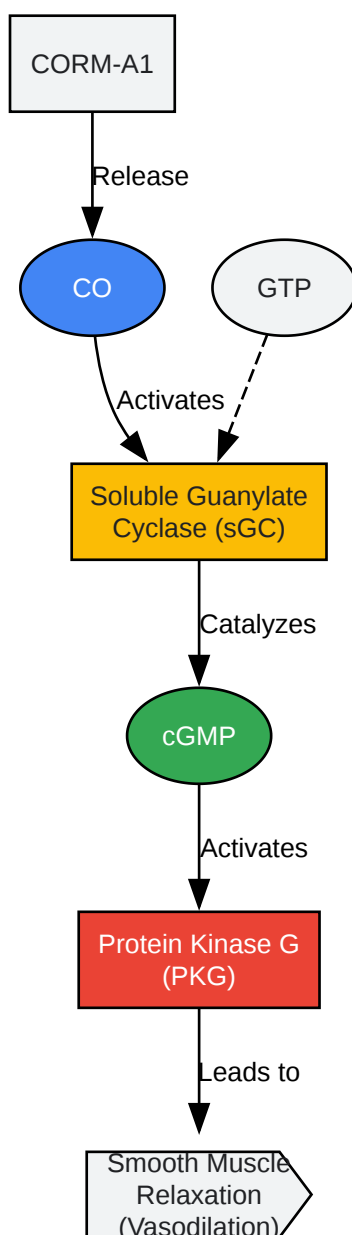 CORM-A1
Release
CO
GTP
Activates
Soluble Guanylate
Cyclase (sGC)
Catalyzes
cGMP
Activates
Protein Kinase G
(PKG)
Leads to
Smooth Muscle
Relaxation
(Vasodilation)